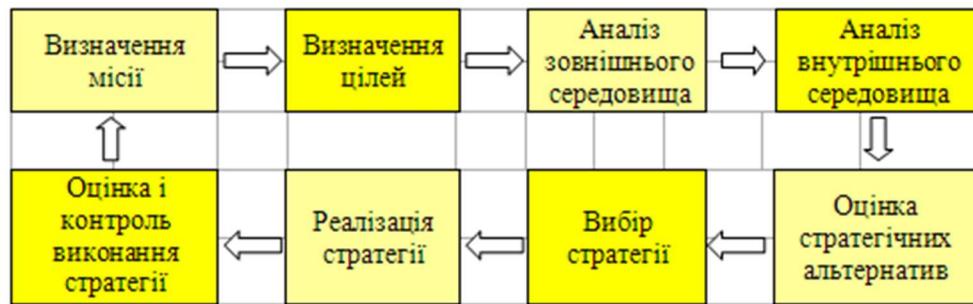 Визначення
місії
Визначення
цілей
Аналіз
зовнішнього
середовища
Аналіз
внутрішнього
середовища
Оцінка і
контроль
виконання
стратегії
Реалізація
стратегії
Вибір
стратегії
Оцінка
стратегічних
альтернатив